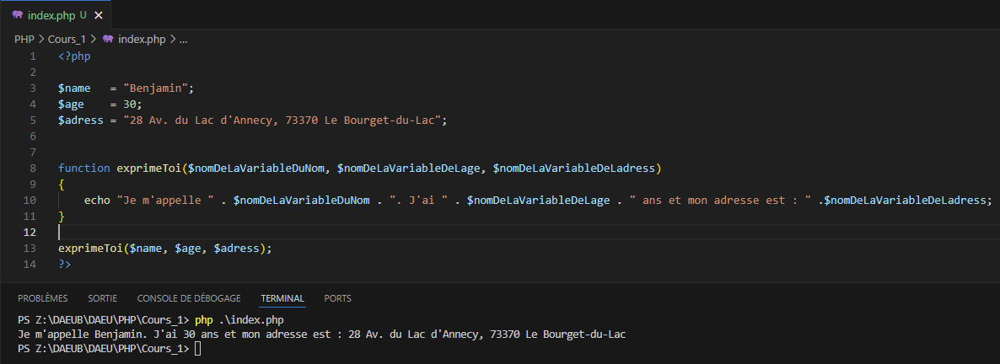 index.php U
PHP > Cours_1 > index.php > ...
1 <?php
2
3 $name   = "Benjamin";
4 $age    = 30;
5 $adress = "28 Av. du Lac d'Annecy, 73370 Le Bourget-du-Lac";
6
7
8 function exprimeToi($nomDeLaVariableDuNom, $nomDeLaVariableDeLage, $nomDeLaVariableDeLadress)
9 {
10     echo "Je m'appelle " . $nomDeLaVariableDuNom . ". J'ai " . $nomDeLaVariableDeLage . " ans et mon adresse est : " .$nomDeLaVariableDeLadress;
11 }
12
13 exprimeToi($name, $age, $adress);
14 ?>
PROBLÈMES SORTIE CONSOLE DE DÉBOGAGE TERMINAL PORTS
PS Z:\DAEUB\DAEU\PHP\Cours_1> php .\index.php
Je m'appelle Benjamin. J'ai 30 ans et mon adresse est : 28 Av. du Lac d'Annecy, 73370 Le Bourget-du-Lac
PS Z:\DAEUB\DAEU\PHP\Cours_1>